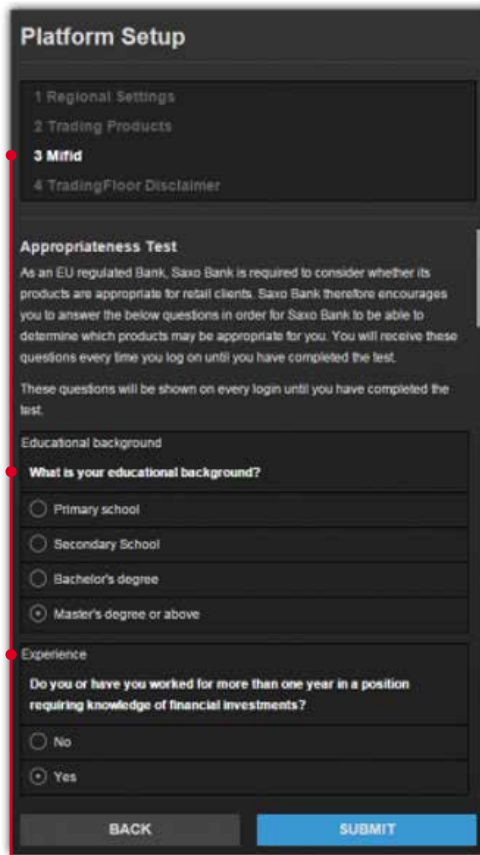 Platform Setup
1 Regional Settings
2 Trading Products
3 Mifid
4 TradingFloor Disclaimer
Appropriateness Test
As an EU regulated Bank, Saxo Bank is required to consider whether its
products are appropriate for retail clients. Saxo Bank therefore encourages
you to answer the below questions in order for Saxo Bank to be able to
determine which products may be appropriate for you. You will receive these
questions every time you log on until you have completed the test.
These questions will be shown on every login until you have completed the
test.
Educational background
What is your educational background?
Primary school
Secondary School
Bachelor's degree
Master's degree or above
Experience
Do you or have you worked for more than one year in a position
requiring knowledge of financial investments?
No
Yes
BACK
SUBMIT